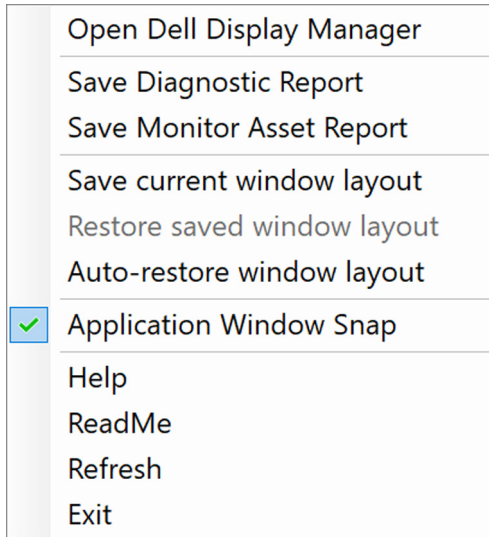 Open Dell Display Manager
Save Diagnostic Report
Save Monitor Asset Report
Save current window layout
Restore saved window layout
Auto-restore window layout
Application Window Snap
Help
ReadMe
Refresh
Exit